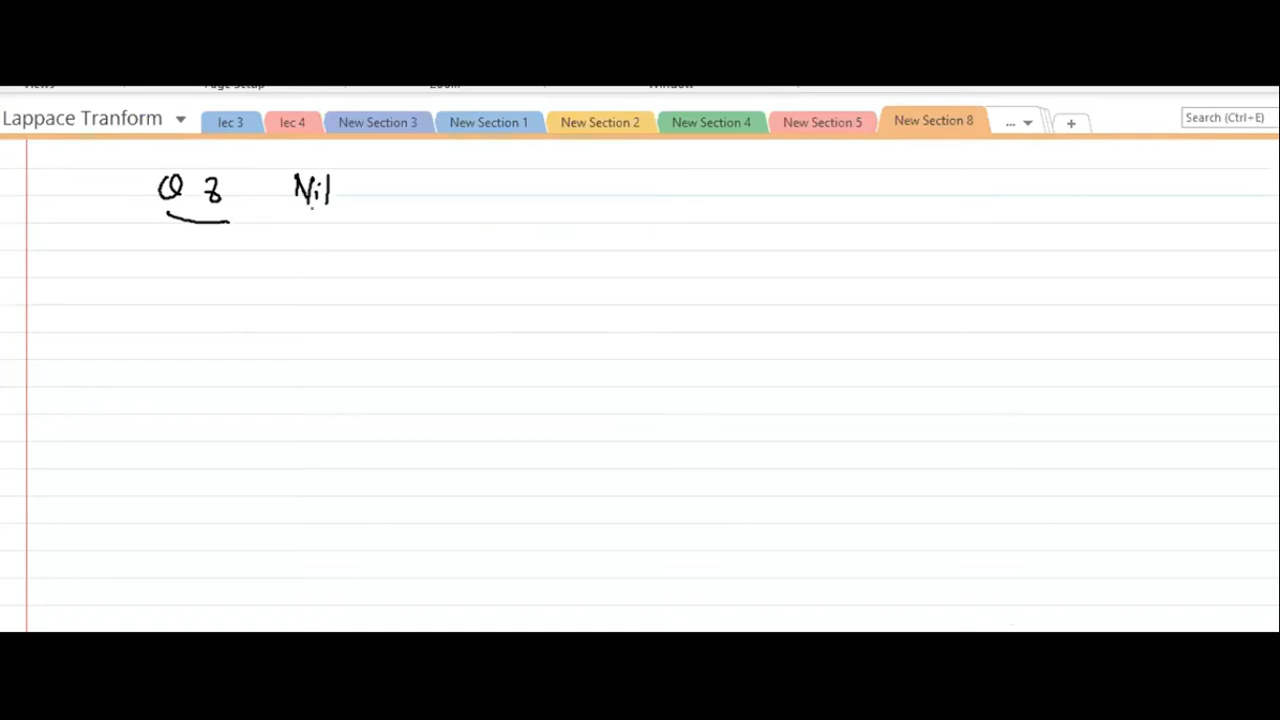 Lappace Tranform lec 3 lec 4 New Section 3 New Section 1 New Section 2 New Section 4 New Section 5 New Section 8 ... + Search (Ctrl+E)
Q 8 Nil